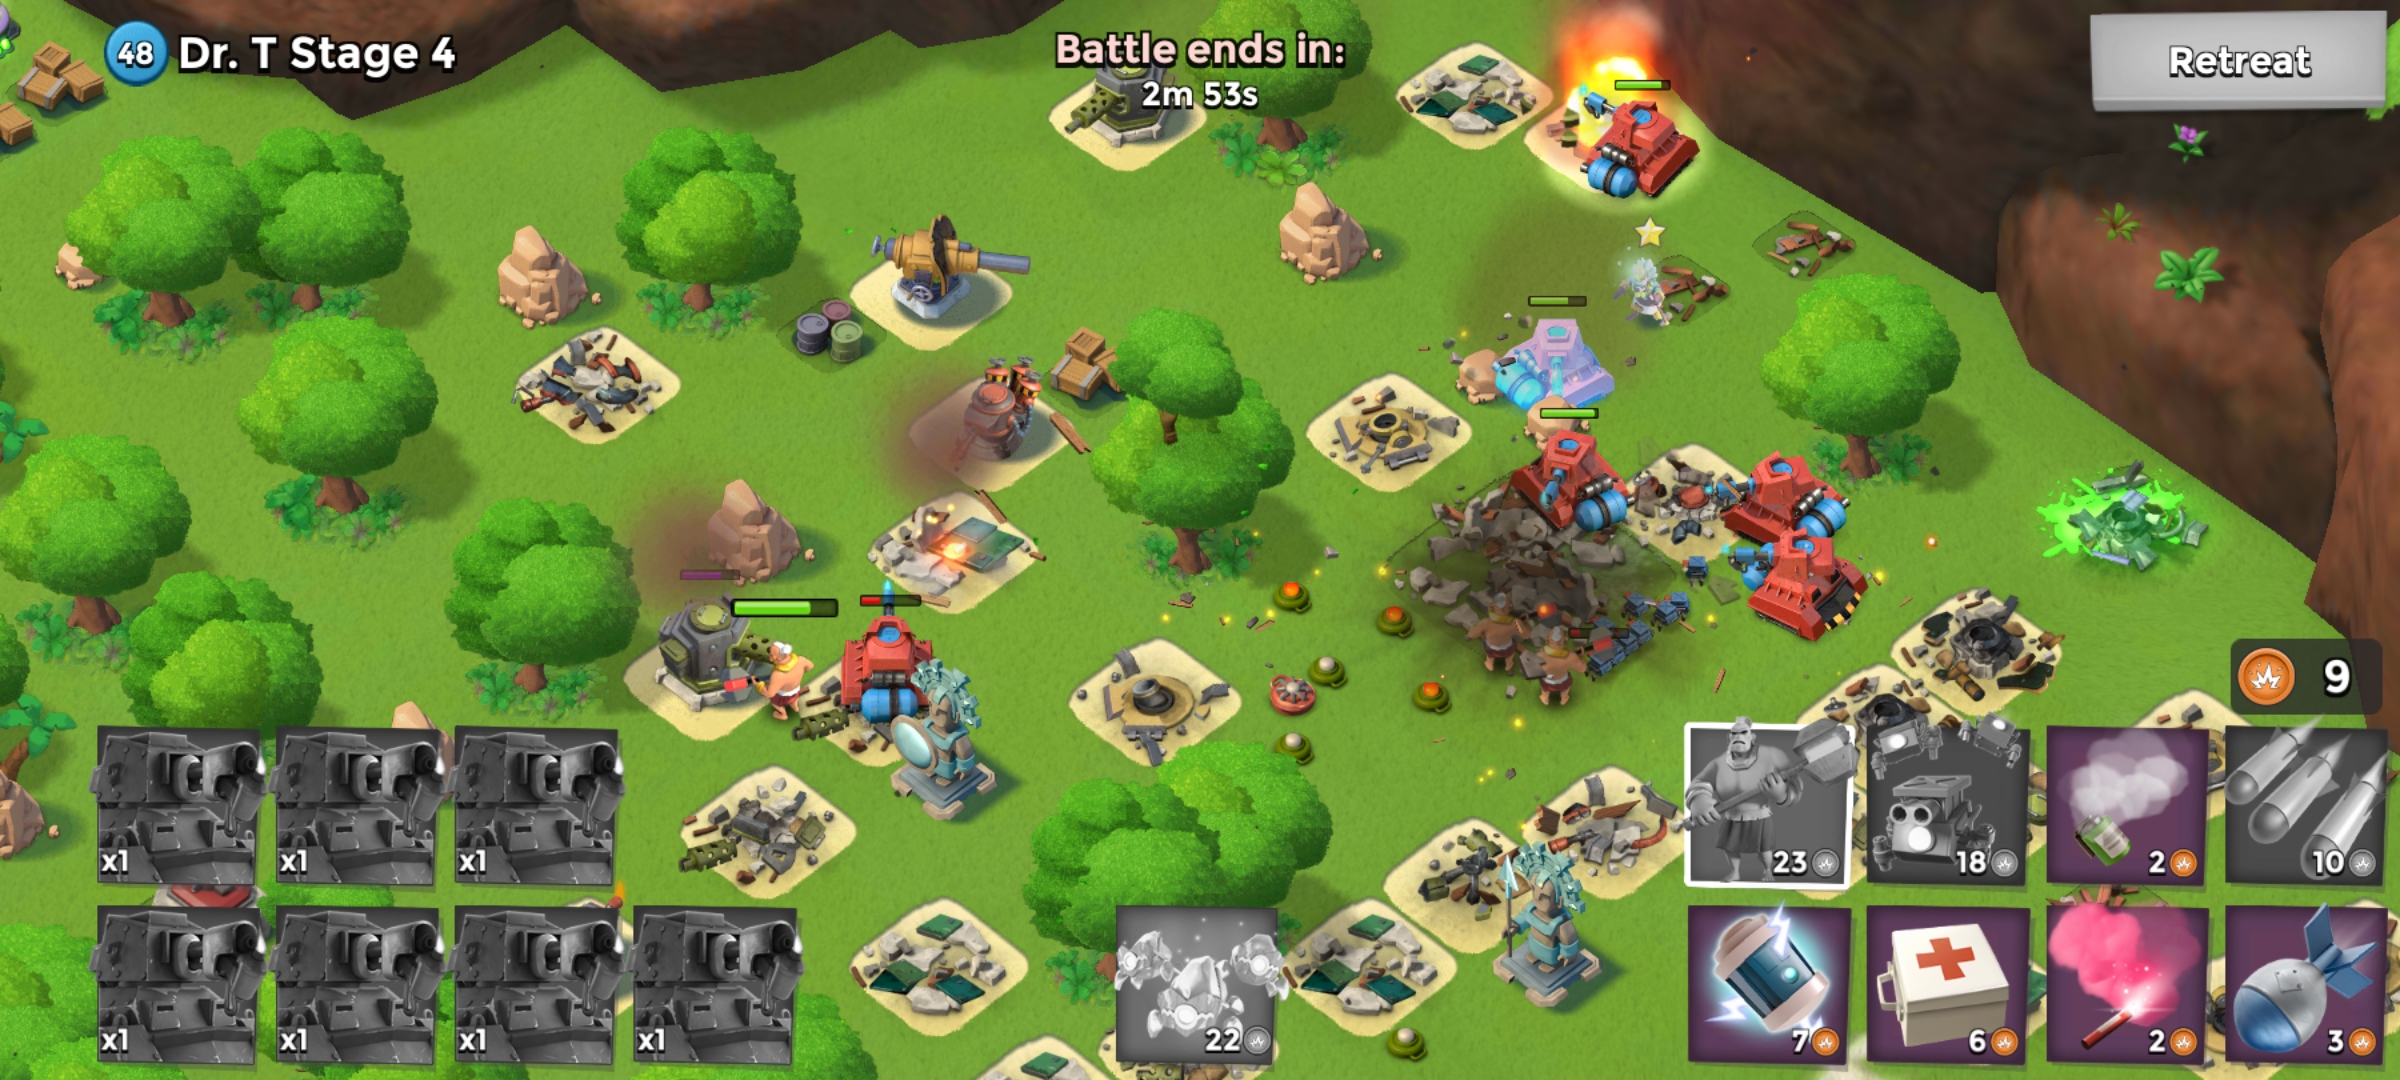 48 Dr. T Stage 4
Battle ends in:
2m 53s
Retreat
9
x1 x1 x1
23 18 2 10
x1 x1 x1 x1
22
7 6 2 3